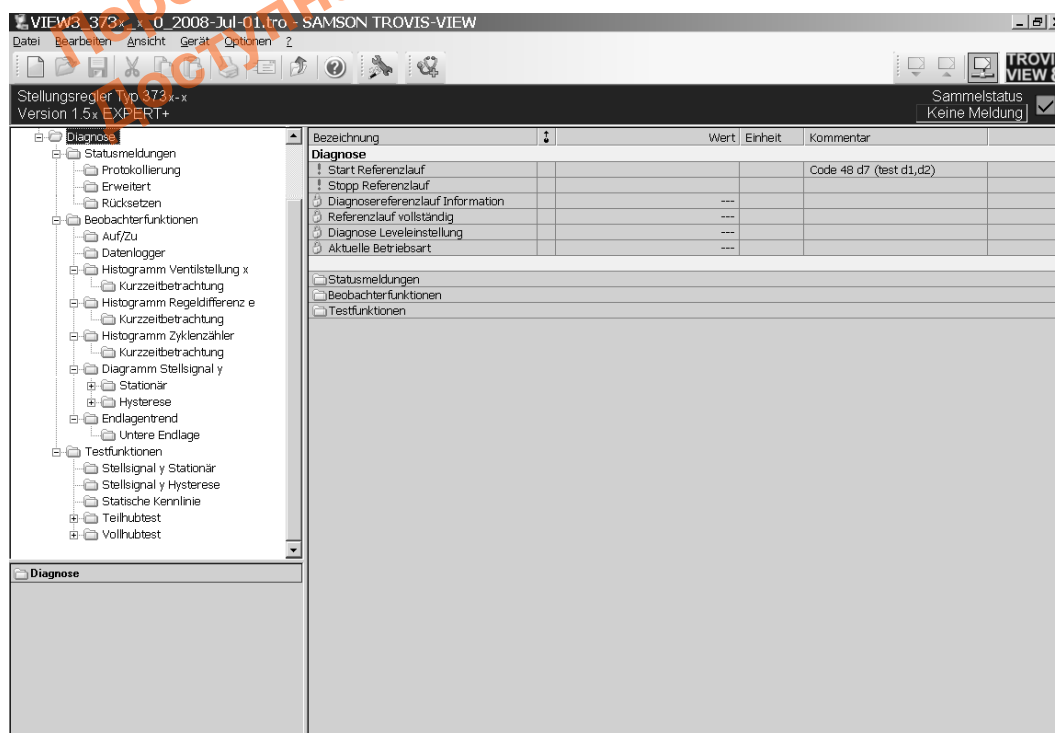 VIEW3_373x_x_0_2008-Jul-01.tro - SAMSON TROVIS-VIEW
Datei Bearbeiten Ansicht Gerät Optionen ?
TROVI
VIEW
Stellungsregler Typ 373x-x
Version 1.5x EXPERT+
Sammelstatus
Keine Meldung
Diagnose
Statusmeldungen
Protokollierung
Erweitert
Rücksetzen
Beobachterfunktionen
Auf/Zu
Datenlogger
Histogramm Ventilstellung x
Kurzzeitbetrachtung
Histogramm Regeldifferenz e
Kurzzeitbetrachtung
Histogramm Zyklenzähler
Kurzzeitbetrachtung
Diagramm Stellsignal y
Stationär
Hysterese
Endlagentrend
Untere Endlage
Testfunktionen
Stellsignal y Stationär
Stellsignal y Hysterese
Statische Kennlinie
Teilhubtest
Vollhubtest
Diagnose
Bezeichnung Wert Einheit Kommentar
Diagnose
Start Referenzlauf Code 48 d7 (test d1,d2)
Stopp Referenzlauf
Diagnosereferenzlauf Information ---
Referenzlauf vollständig ---
Diagnose Leveleinstellung ---
Aktuelle Betriebsart ---
Statusmeldungen
Beobachterfunktionen
Testfunktionen